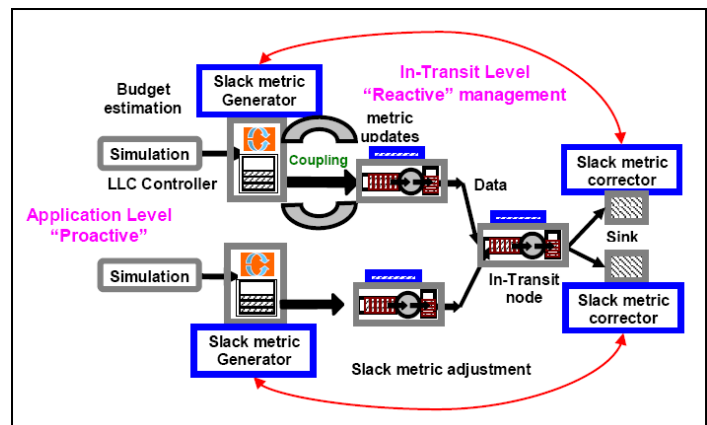 Budget
estimation
Slack metric
Generator
In-Transit Level
“Reactive” management
metric
updates
Simulation
Coupling
LLC Controller
Slack metric
corrector
Data
Application Level
“Proactive”
Sink
Simulation
In-Transit
node
Slack metric
corrector
Slack metric
Generator
Slack metric adjustment